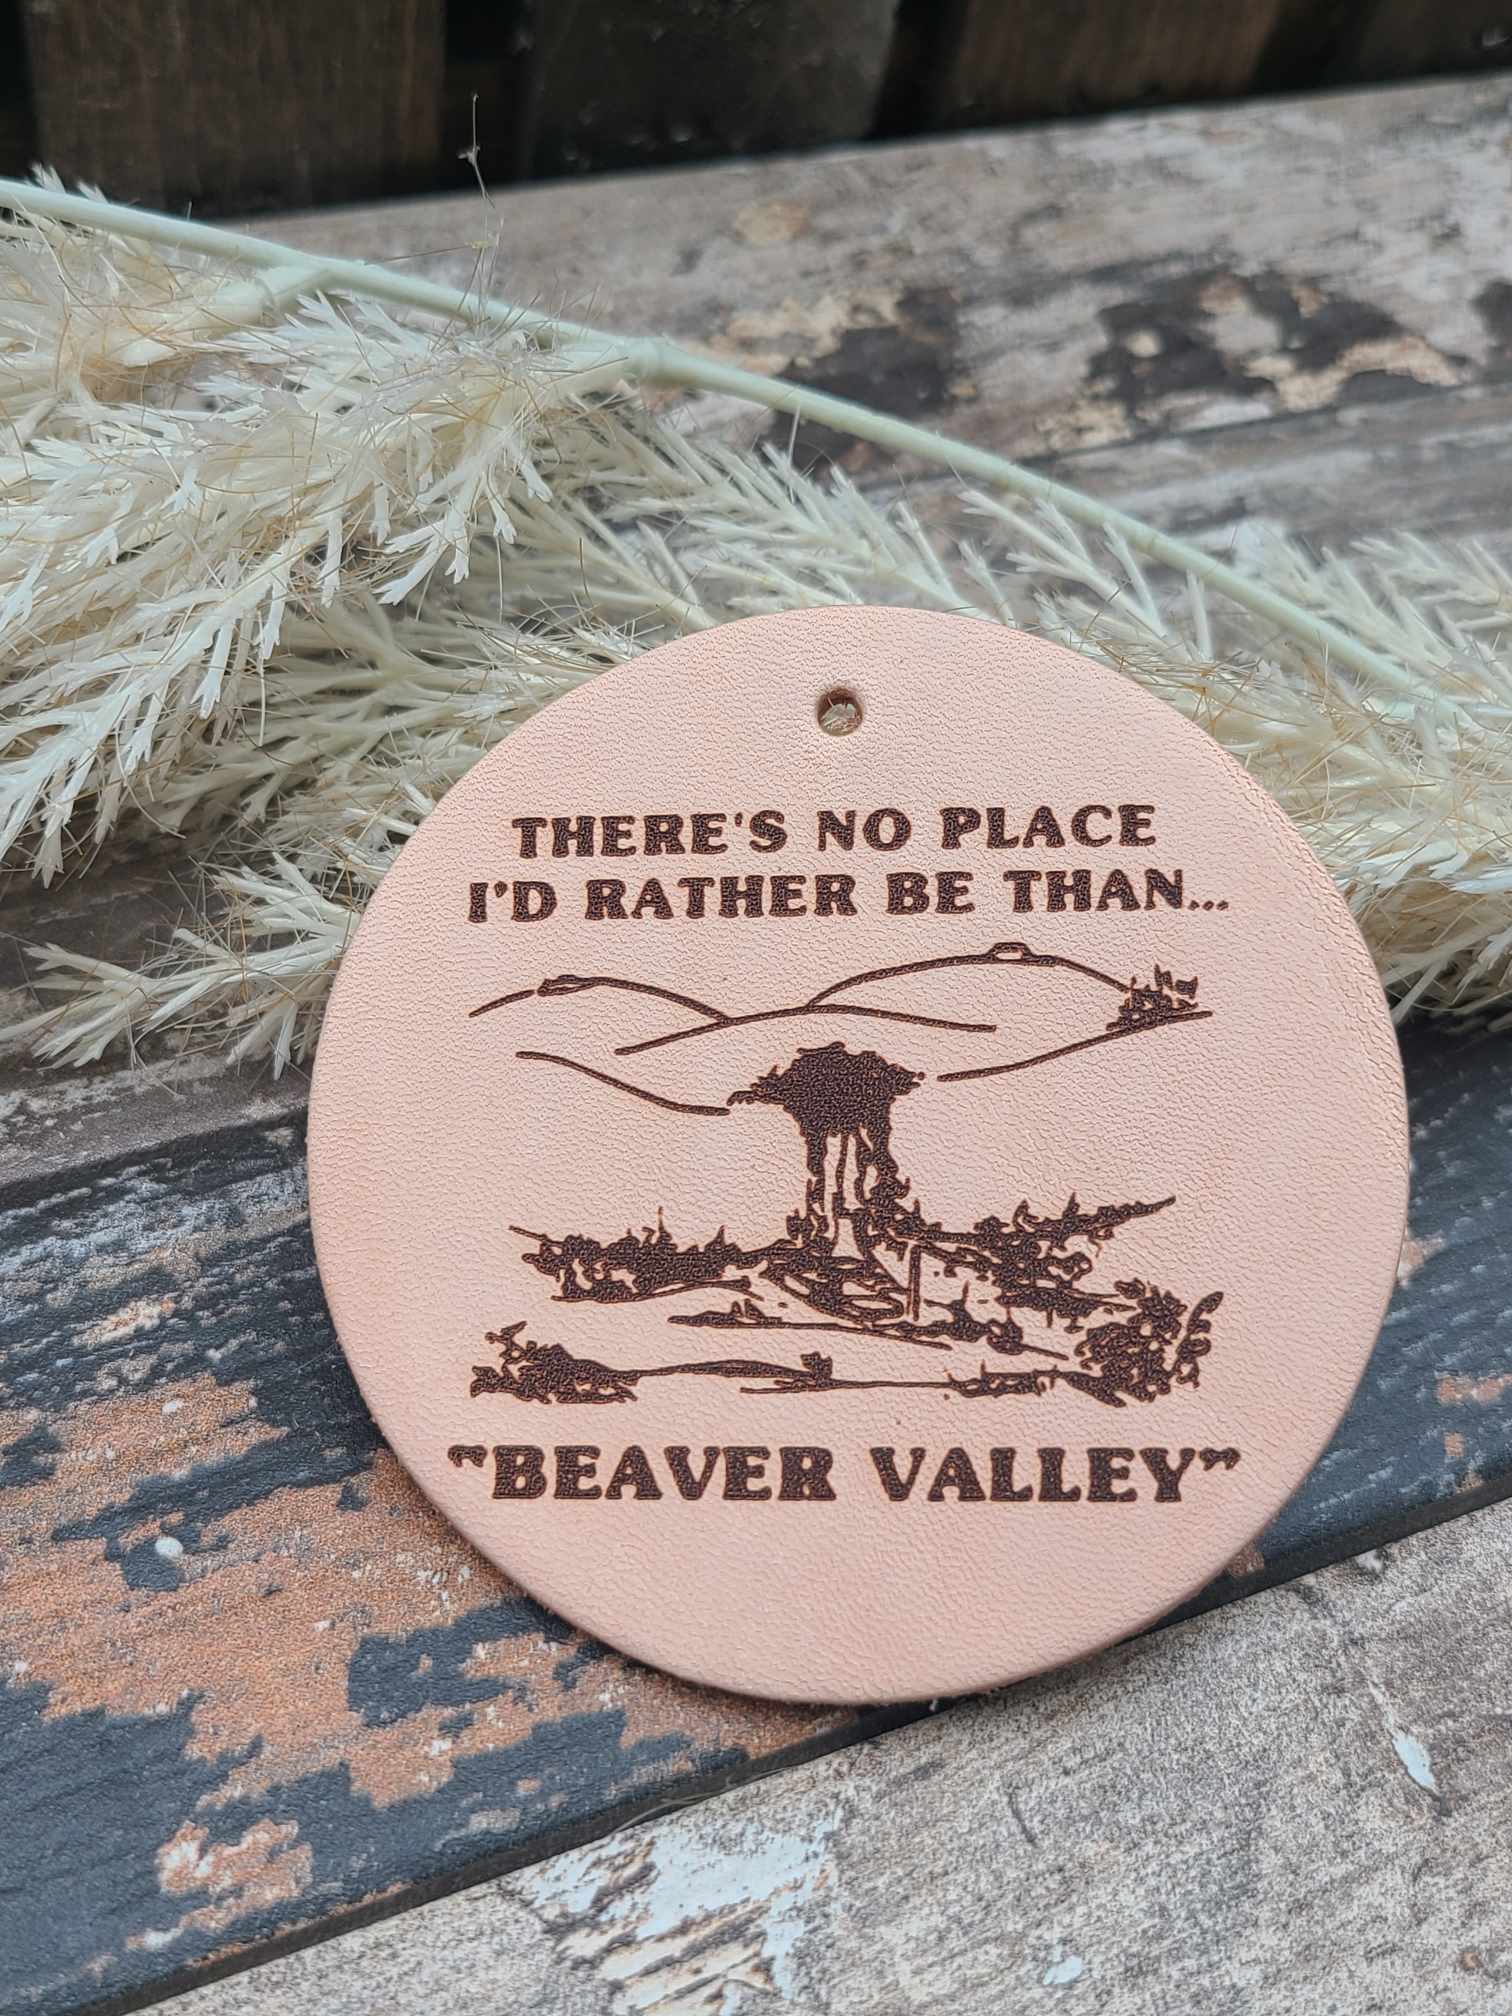 THERE'S NO PLACE
I'D RATHER BE THAN...
"BEAVER VALLEY"